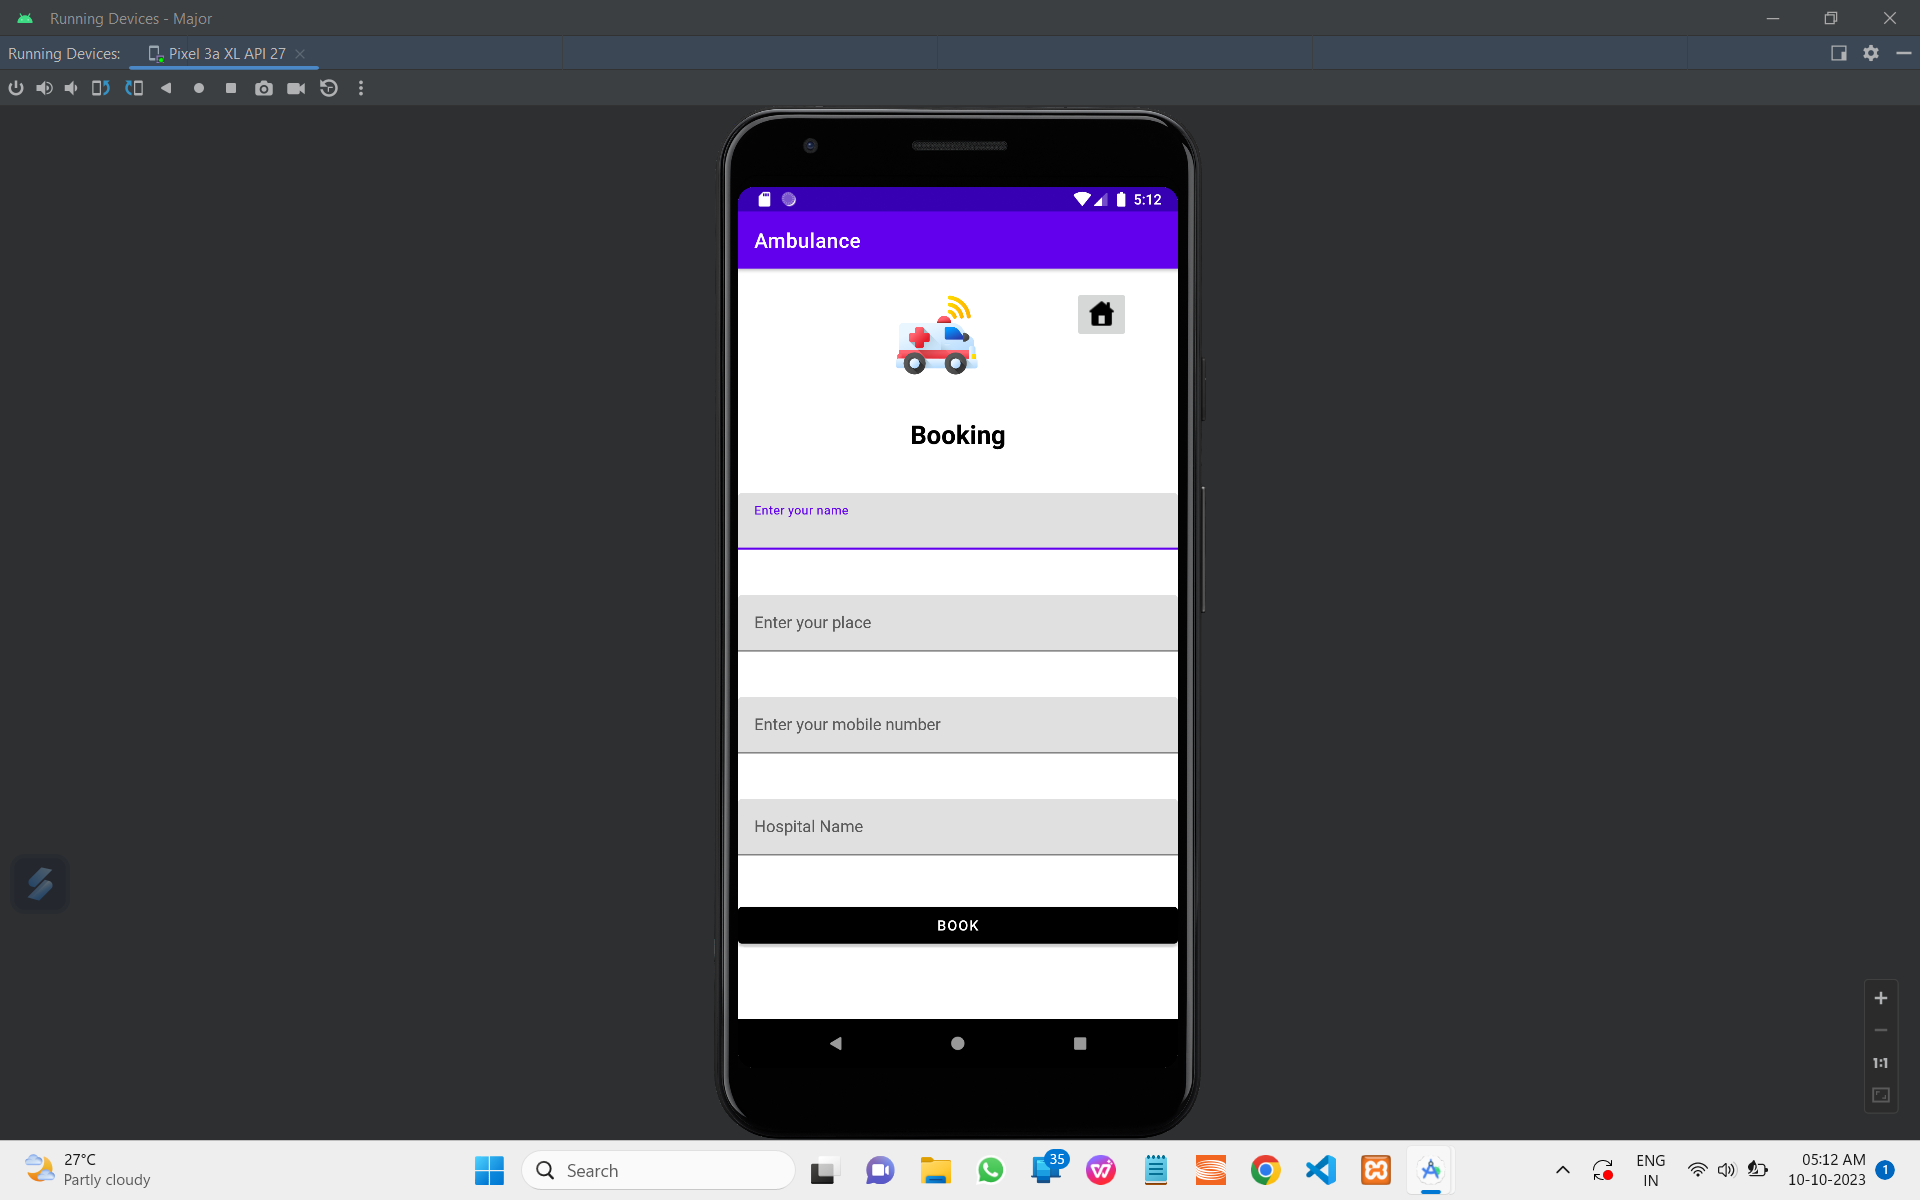 Running Devices - Major
Running Devices: Pixel 3a XL API 27
5:12
Ambulance
Booking
Enter your name
Enter your place
Enter your mobile number
Hospital Name
BOOK
1:1
27°C
Partly cloudy
Search
35
ENG
IN
05:12 AM
10-10-2023
1